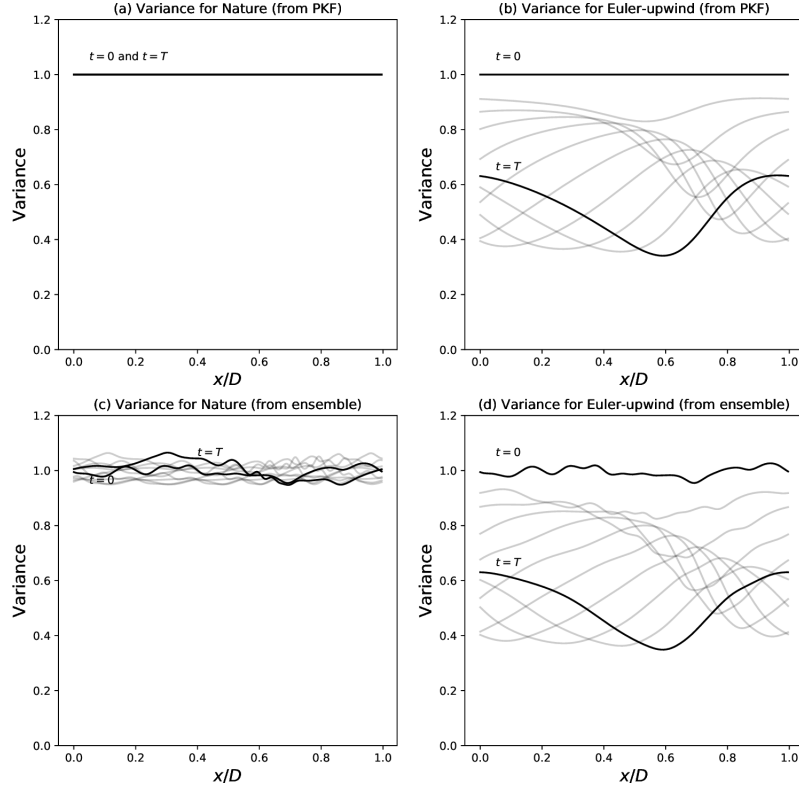 (a) Variance for Nature (from PKF)
1.2
1.0
0.8
0.6
0.4
0.2
0.0
Variance
t = 0 and t = T
0.0 0.2 0.4 0.6 0.8 1.0
x/D
(b) Variance for Euler-upwind (from PKF)
1.2
1.0
0.8
0.6
0.4
0.2
0.0
Variance
t = 0
t = T
0.0 0.2 0.4 0.6 0.8 1.0
x/D
(c) Variance for Nature (from ensemble)
1.2
1.0
0.8
0.6
0.4
0.2
0.0
Variance
t = T
t = 0
0.0 0.2 0.4 0.6 0.8 1.0
x/D
(d) Variance for Euler-upwind (from ensemble)
1.2
1.0
0.8
0.6
0.4
0.2
0.0
Variance
t = 0
t = T
0.0 0.2 0.4 0.6 0.8 1.0
x/D